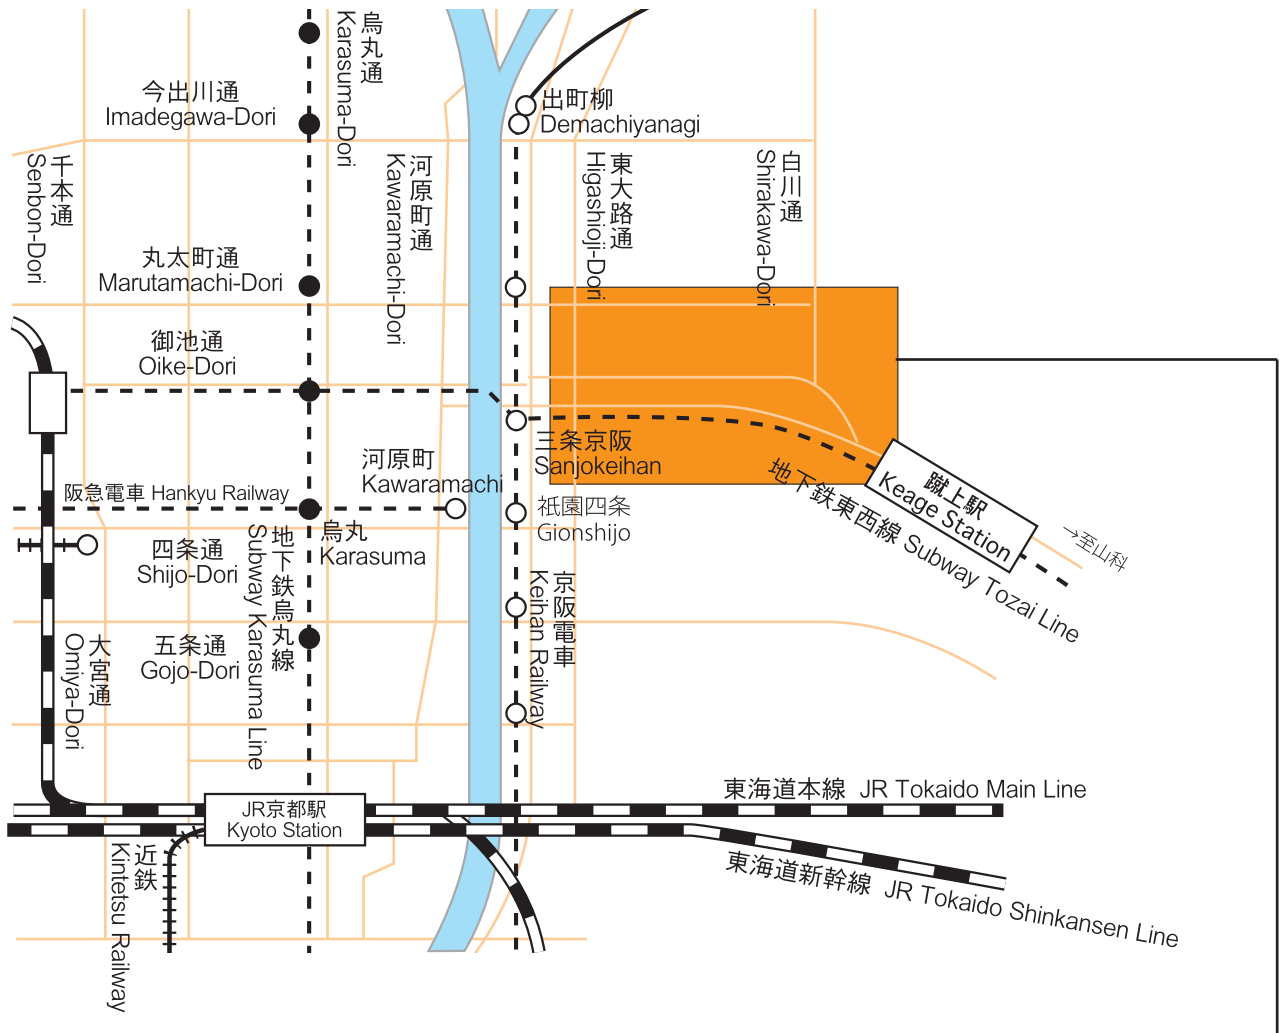 烏丸通
Karasuma-Dori
今出川通
Imadegawa-Dori
出町柳
Demachiyanagi
千本通
Senbon-Dori
河原町通
Kawaramachi-Dori
東大路通
Higashioji-Dori
白川通
Shirakawa-Dori
丸太町通
Marutamachi-Dori
御池通
Oike-Dori
三条京阪
Sanjokeihan
河原町
Kawaramachi
阪急電車 Hankyu Railway
祇園四条
Gionshijo
烏丸
Karasuma
蹴上駅
Keage Station
→至山科
地下鉄東西線 Subway Tozai Line
四条通
Shijo-Dori
地下鉄烏丸線
Subway Karasuma Line
京阪電車
Keihan Railway
五条通
Gojo-Dori
大宮通
Omiya-Dori
東海道本線 JR Tokaido Main Line
JR京都駅
Kyoto Station
東海道新幹線 JR Tokaido Shinkansen Line
近鉄
Kintetsu Railway